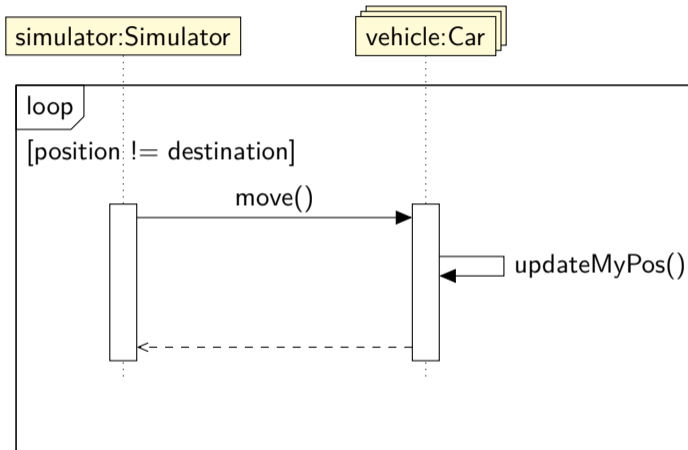 simulator:Simulator
vehicle:Car
loop
[position != destination]
move()
updateMyPos()